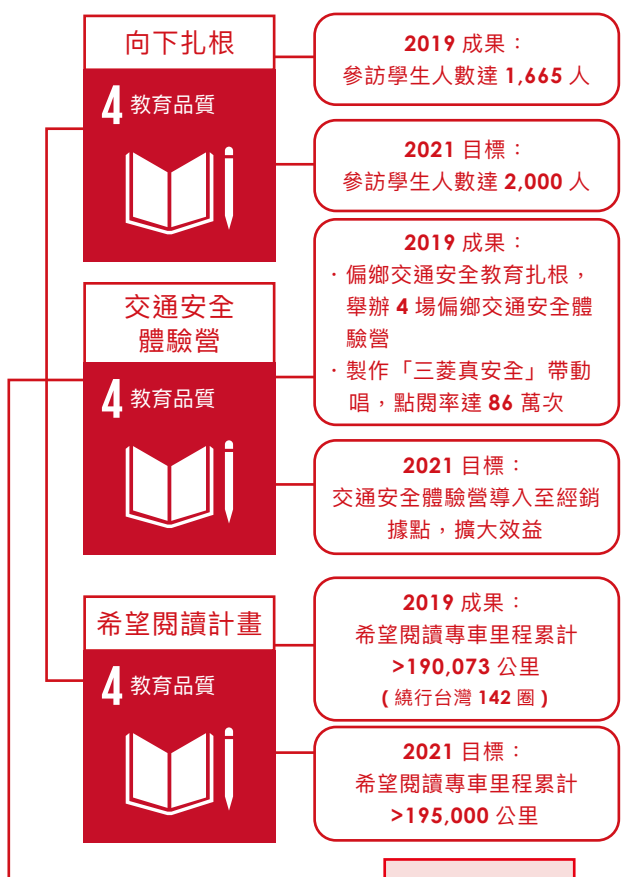 向下扎根
4 教育品質
2019 成果：
參訪學生人數達 1,665 人
2021 目標：
參訪學生人數達 2,000 人
交通安全
體驗營
4 教育品質
2019 成果：
．偏鄉交通安全教育扎根，
舉辦 4 場偏鄉交通安全體
驗營
．製作「三菱真安全」帶動
唱，點閱率達 86 萬次
2021 目標：
交通安全體驗營導入至經銷
據點，擴大效益
希望閱讀計畫
4 教育品質
2019 成果：
希望閱讀專車里程累計
>190,073 公里
( 繞行台灣 142 圈 )
2021 目標：
希望閱讀專車里程累計
>195,000 公里